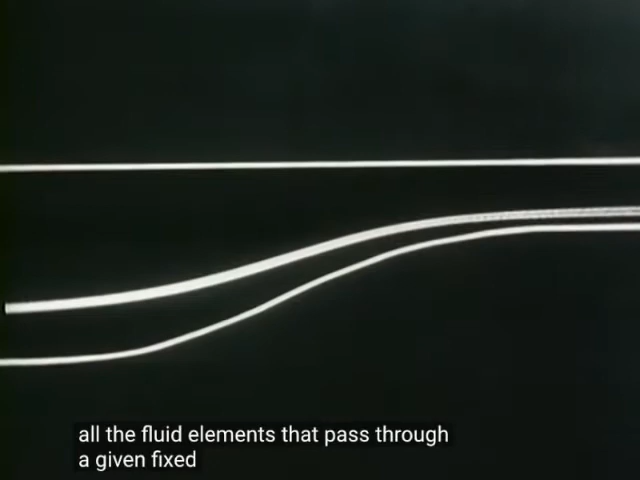 all the fluid elements that pass through
a given fixed